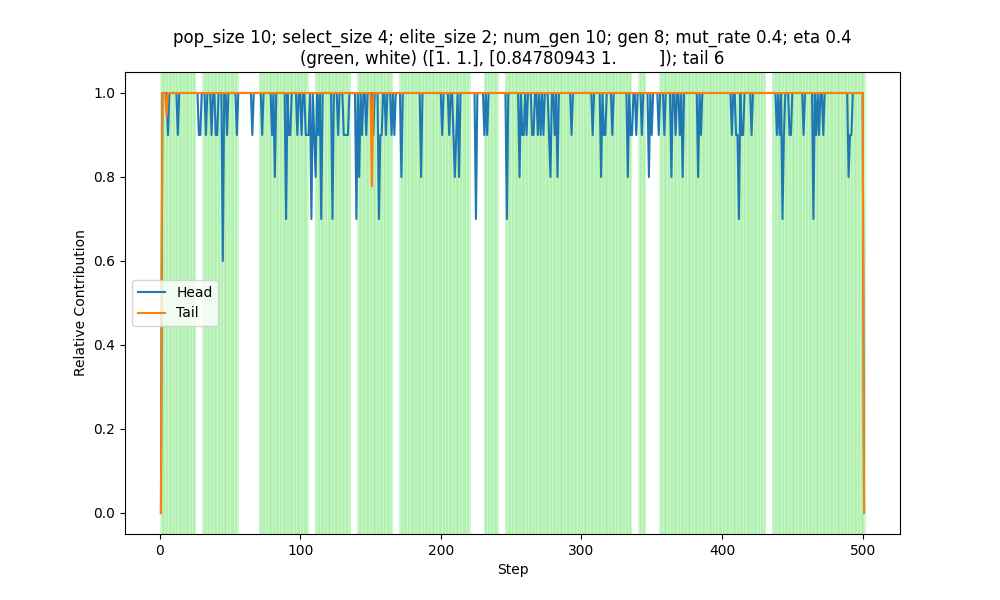 pop_size 10; select_size 4; elite_size 2; num_gen 10; gen 8; mut_rate 0.4; eta 0.4
(green, white) ([1. 1.], [0.84780943 1.         ]); tail 6
1.0
0.8
0.6
0.4
0.2
0.0
Relative Contribution
Head
Tail
0
100
200
300
400
500
Step